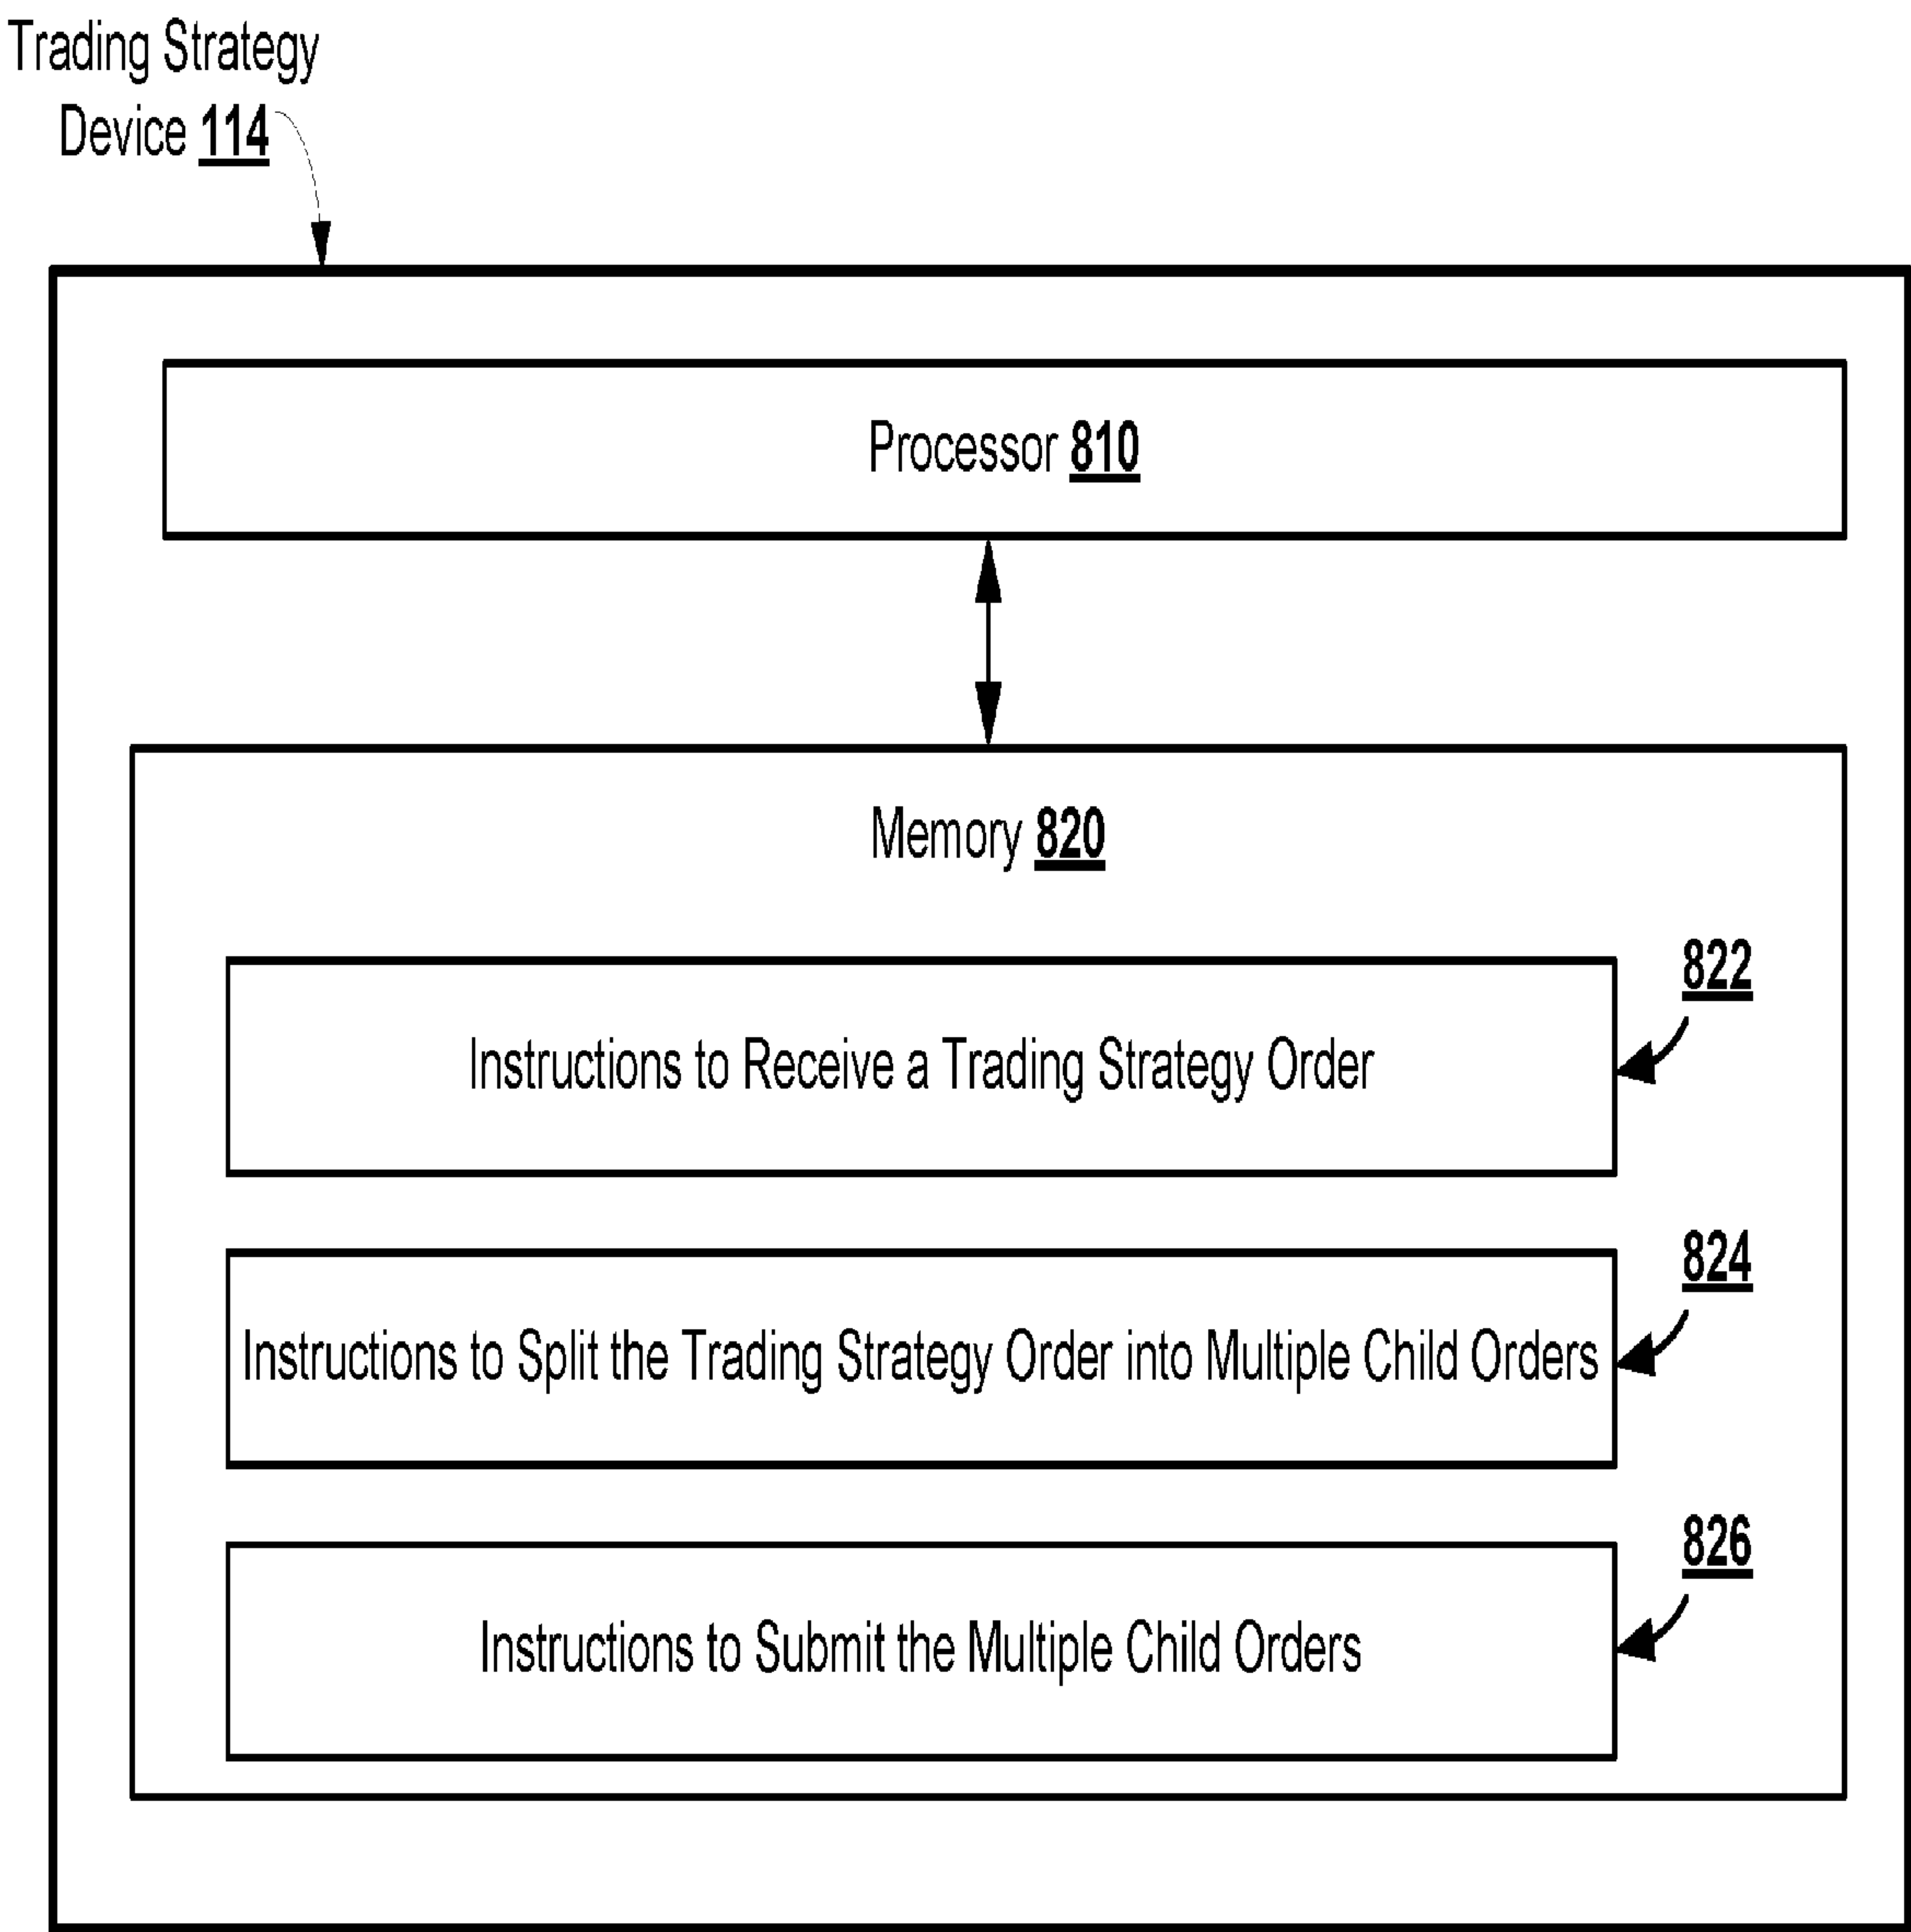 Trading Strategy
Device 114
Processor 810
Memory 820
822
Instructions to Receive a Trading Strategy Order
824
Instructions to Split the Trading Strategy Order into Multiple Child Orders
826
Instructions to Submit the Multiple Child Orders